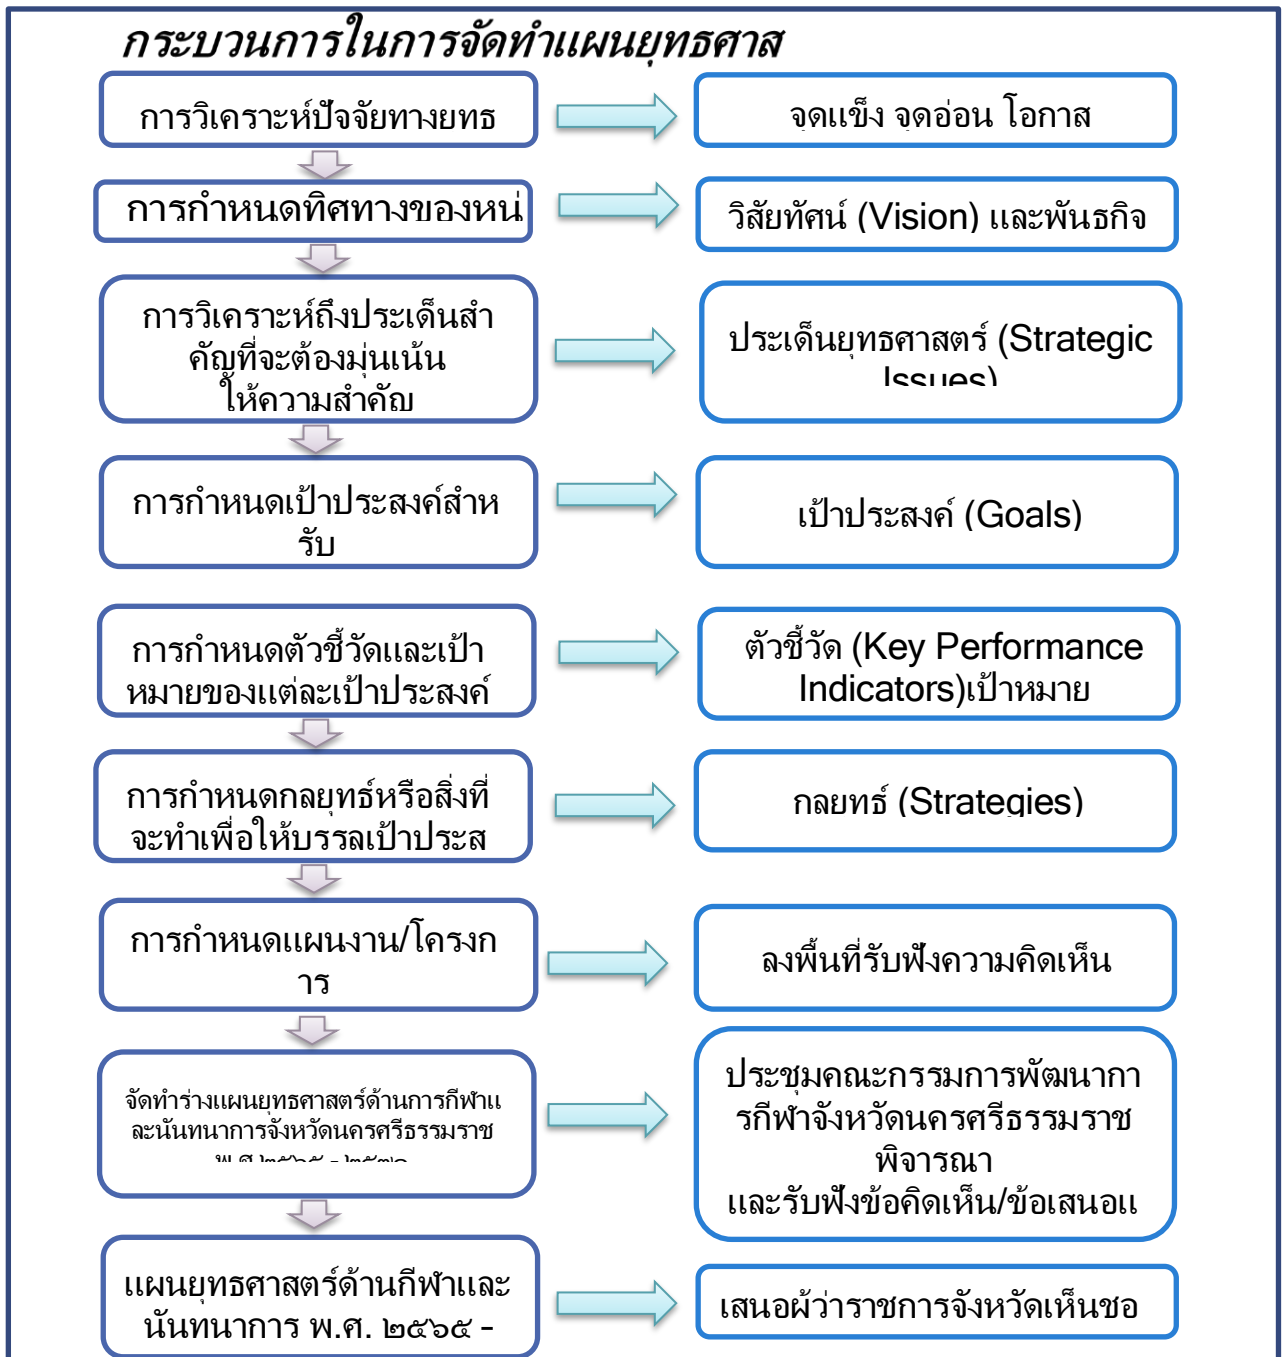 กระบวนการในการจัดทำแผนยุทธศาส
การวิเคราะห์ปัจจัยทางยุทธ
จุดแข็ง จุดอ่อน โอกาส
การกำหนดทิศทางของหน่
วิสัยทัศน์ (Vision) และพันธกิจ
การวิเคราะห์ถึงประเด็นสำ
คัญที่จะต้องมุ่นเน้น
ให้ความสำคัญ
ประเด็นยุทธศาสตร์ (Strategic
Issues)
การกำหนดเป้าประสงค์สำห
รับ
เป้าประสงค์ (Goals)
การกำหนดตัวชี้วัดและเป้า
หมายของแต่ละเป้าประสงค์
ตัวชี้วัด (Key Performance
Indicators)เป้าหมาย
การกำหนดกลยุทธ์หรือสิ่งที่
จะทำเพื่อให้บรรลุเป้าประส
กลยุทธ์ (Strategies)
การกำหนดแผนงาน/โครงก
าร
ลงพื้นที่รับฟังความคิดเห็น
จัดทำร่างแผนยุทธศาสตร์ด้านการกีฬาแ
ละนันทนาการจังหวัดนครศรีธรรมราช
พ.ศ.๒๕๖๕ - ๒๕๗๐
ประชุมคณะกรรมการพัฒนากา
รกีฬาจังหวัดนครศรีธรรมราช
พิจารณา
และรับฟังข้อคิดเห็น/ข้อเสนอแ
แผนยุทธศาสตร์ด้านกีฬาและ
นันทนาการ พ.ศ. ๒๕๖๕ -
เสนอผู้ว่าราชการจังหวัดเห็นชอ